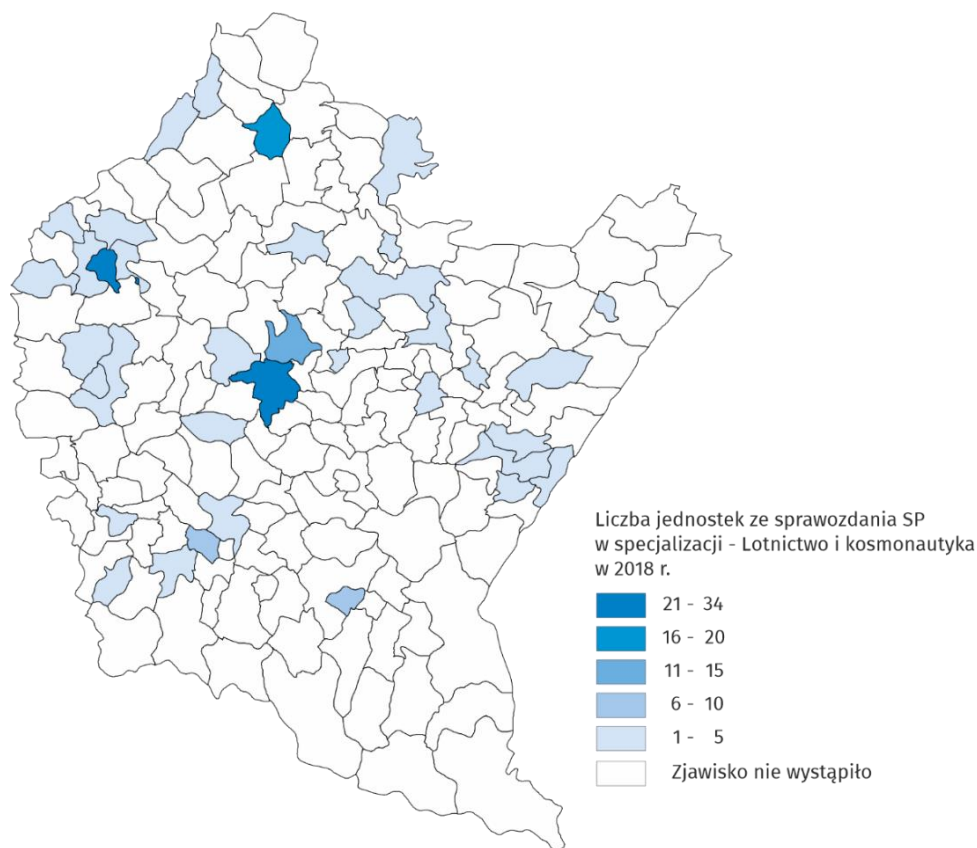 Liczba jednostek ze sprawozdania SP
w specjalizacji - Lotnictwo i kosmonautyka
w 2018 r.
21 - 34
16 - 20
11 - 15
6 - 10
1 - 5
Zjawisko nie wystąpiło